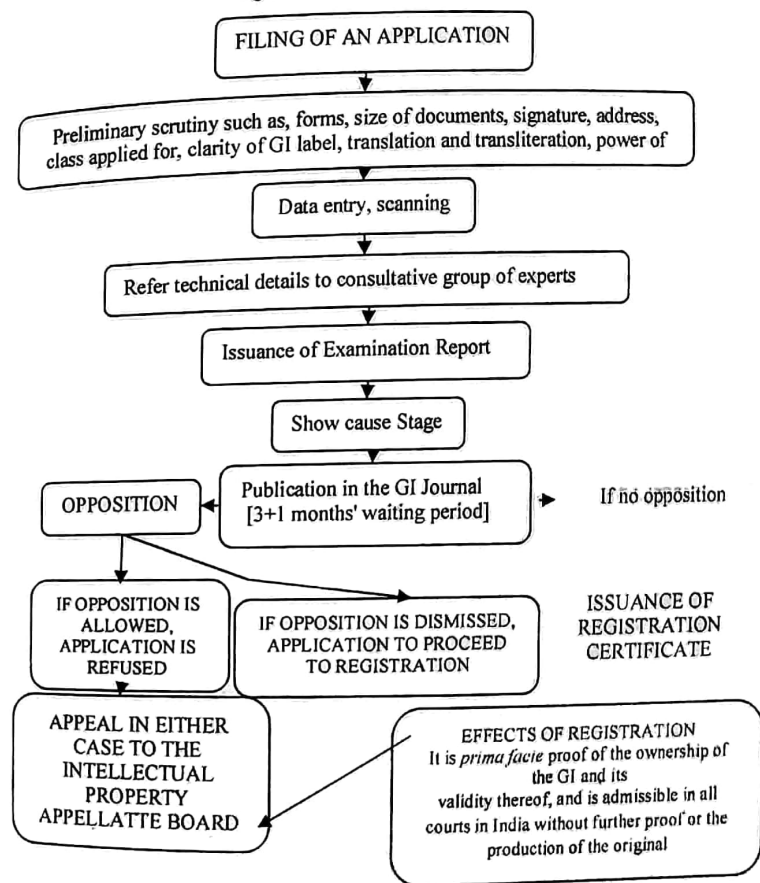 FILING OF AN APPLICATION
Preliminary scrutiny such as, forms, size of documents, signature, address,
class applied for, clarity of GI label, translation and transliteration, power of
Data entry, scanning
Refer technical details to consultative group of experts
Issuance of Examination Report
Show cause Stage
OPPOSITION
Publication in the GI Journal
[3+1 months' waiting period]
If no opposition
IF OPPOSITION IS
ALLOWED,
APPLICATION IS
REFUSED
IF OPPOSITION IS DISMISSED,
APPLICATION TO PROCEED
TO REGISTRATION
ISSUANCE OF
REGISTRATION
CERTIFICATE
APPEAL IN EITHER
CASE TO THE
INTELLECTUAL
PROPERTY
APPELLATTE BOARD
EFFECTS OF REGISTRATION
It is prima facie proof of the ownership of
the GI and its
validity thereof, and is admissible in all
courts in India without further proof or the
production of the original